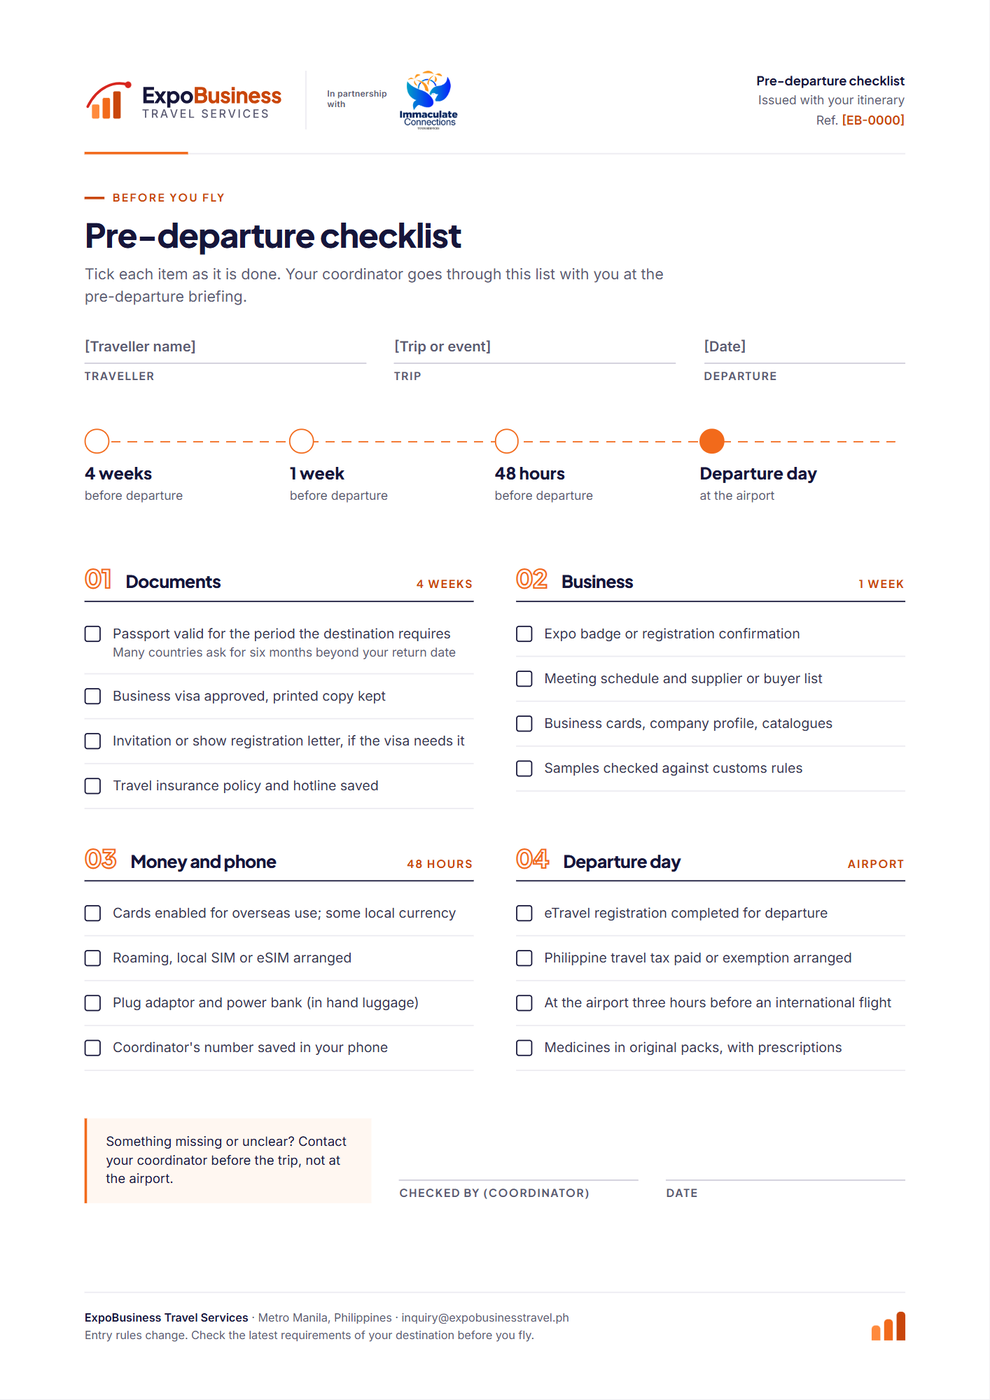 ExpoBusiness
TRAVEL SERVICES
In partnership
with
Immaculate
Connections
Pre-departure checklist
Issued with your itinerary
Ref. [EB-0000]
BEFORE YOU FLY
Pre-departure checklist
Tick each item as it is done. Your coordinator goes through this list with you at the
pre-departure briefing.
[Traveller name]
TRAVELLER
[Trip or event]
TRIP
[Date]
DEPARTURE
4 weeks
before departure
1 week
before departure
48 hours
before departure
Departure day
at the airport
01 Documents 4 WEEKS
Passport valid for the period the destination requires
Many countries ask for six months beyond your return date
Business visa approved, printed copy kept
Invitation or show registration letter, if the visa needs it
Travel insurance policy and hotline saved
02 Business 1 WEEK
Expo badge or registration confirmation
Meeting schedule and supplier or buyer list
Business cards, company profile, catalogues
Samples checked against customs rules
03 Money and phone 48 HOURS
Cards enabled for overseas use; some local currency
Roaming, local SIM or eSIM arranged
Plug adaptor and power bank (in hand luggage)
Coordinator's number saved in your phone
04 Departure day AIRPORT
eTravel registration completed for departure
Philippine travel tax paid or exemption arranged
At the airport three hours before an international flight
Medicines in original packs, with prescriptions
Something missing or unclear? Contact
your coordinator before the trip, not at
the airport.
CHECKED BY (COORDINATOR)
DATE
ExpoBusiness Travel Services · Metro Manila, Philippines · inquiry@expobusinesstravel.ph
Entry rules change. Check the latest requirements of your destination before you fly.